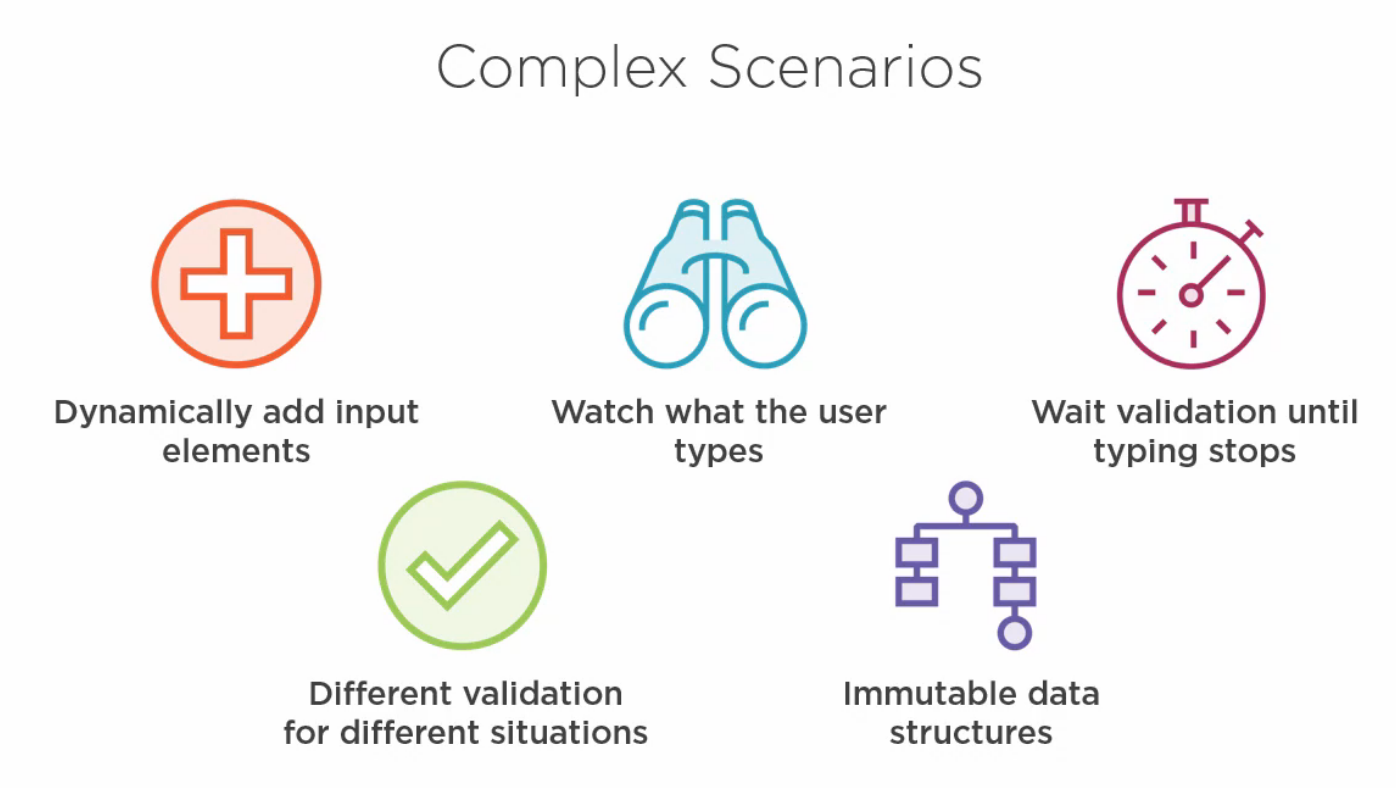 Complex Scenarios
Dynamically add input
elements
Watch what the user
types
Wait validation until
typing stops
Different validation
for different situations
Immutable data
structures